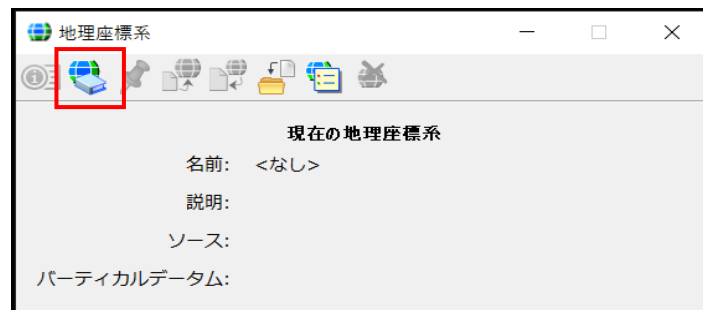 地理座標系
現在の地理座標系
名前: <なし>
説明:
ソース:
バーティカルデータム: